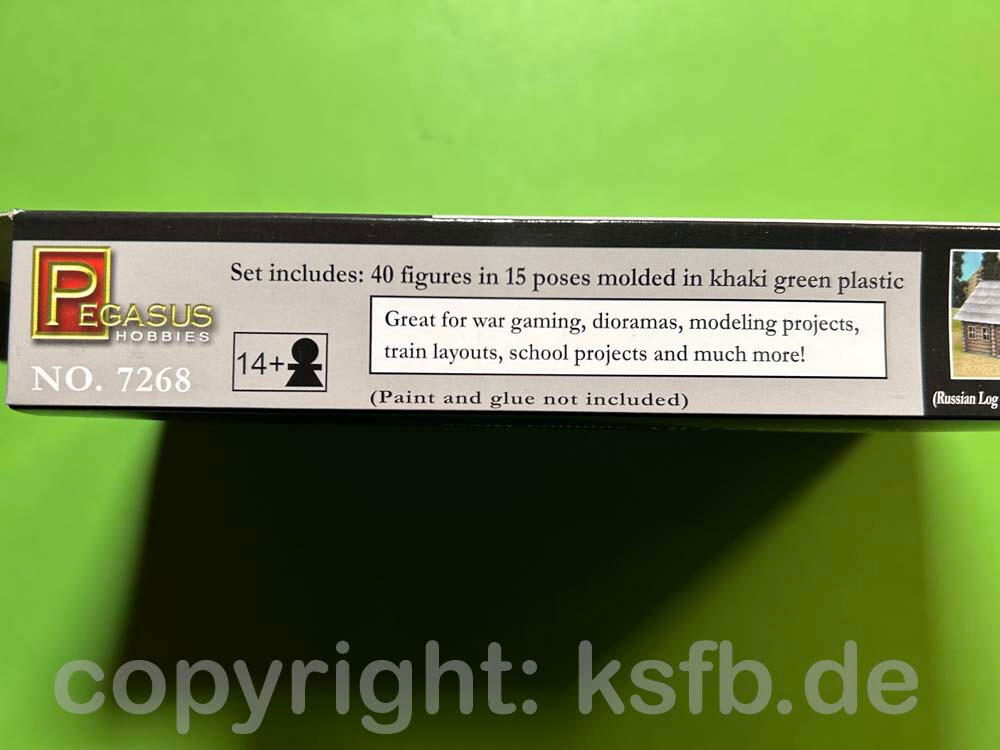 Set includes: 40 figures in 15 poses molded in khaki green plastic
PEGASUS
HOBBIES
Great for war gaming, dioramas, modeling projects,
train layouts, school projects and much more!
14+
NO. 7268
(Paint and glue not included)
(Russian Log
copyright: ksfb.de